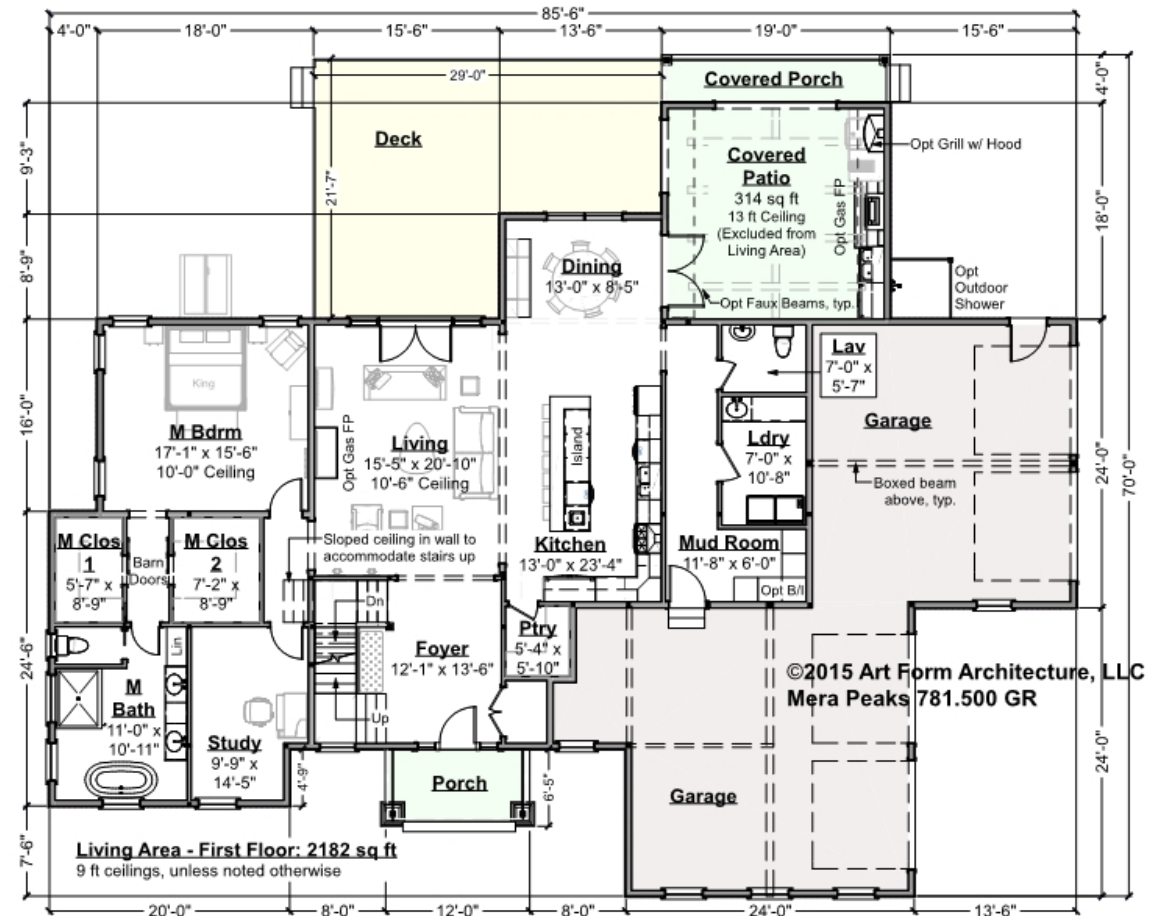 85'-6"
4'-0"
18'-0"
15'-6"
13'-6"
19'-0"
15'-6"
29'-0"
Covered Porch
4'-0"
Deck
21'-7"
9'-3"
Covered
Patio
314 sq ft
13 ft Ceiling
(Excluded from
Living Area)
Opt Gas FP
Opt Grill w/ Hood
18'-0"
8'-9"
Dining
13'-0" x 8'-5"
Opt Faux Beams, typ.
Opt
Outdoor
Shower
King
M Bdrm
17'-1" x 15'-6"
10'-0" Ceiling
16'-0"
Opt Gas FP
Living
15'-5" x 20'-10"
10'-6" Ceiling
Island
Lav
7'-0" x
5'-7"
Ldry
7'-0" x
10'-8"
Garage
Boxed beam
above, typ.
24'-0"
70'-0"
M Clos
1
5'-7" x
8'-9"
Barn
Doors
M Clos
2
7'-2" x
8'-9"
Sloped ceiling in wall to
accommodate stairs up
Kitchen
13'-0" x 23'-4"
Mud Room
11'-8" x 6'-0"
Opt B/I
Dn
Foyer
12'-1" x 13'-6"
Ptry
5'-4" x
5'-10"
Up
24'-6"
Lin
M
Bath
11'-0" x
10'-11"
Study
9'-9" x
14'-5"
©2015 Art Form Architecture, LLC
Mera Peaks 781.500 GR
4'-9"
Porch
6'-5"
Garage
24'-0"
7'-6"
Living Area - First Floor: 2182 sq ft
9 ft ceilings, unless noted otherwise
20'-0"
8'-0"
12'-0"
8'-0"
24'-0"
13'-6"